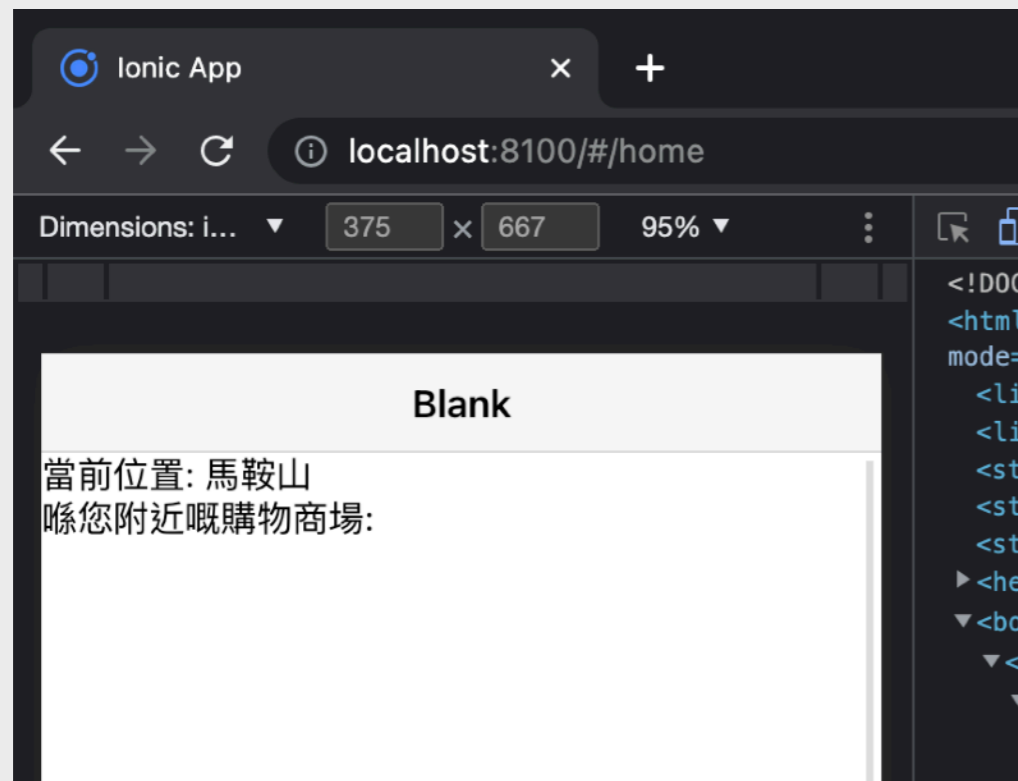 Ionic App
localhost:8100/#/home
Dimensions: i... 375 × 667 95%
<!DOC
<html
mode=
<li
<li
<st
<st
<st
<he
<bo
<
Blank
當前位置: 馬鞍山
喺您附近嘅購物商場: